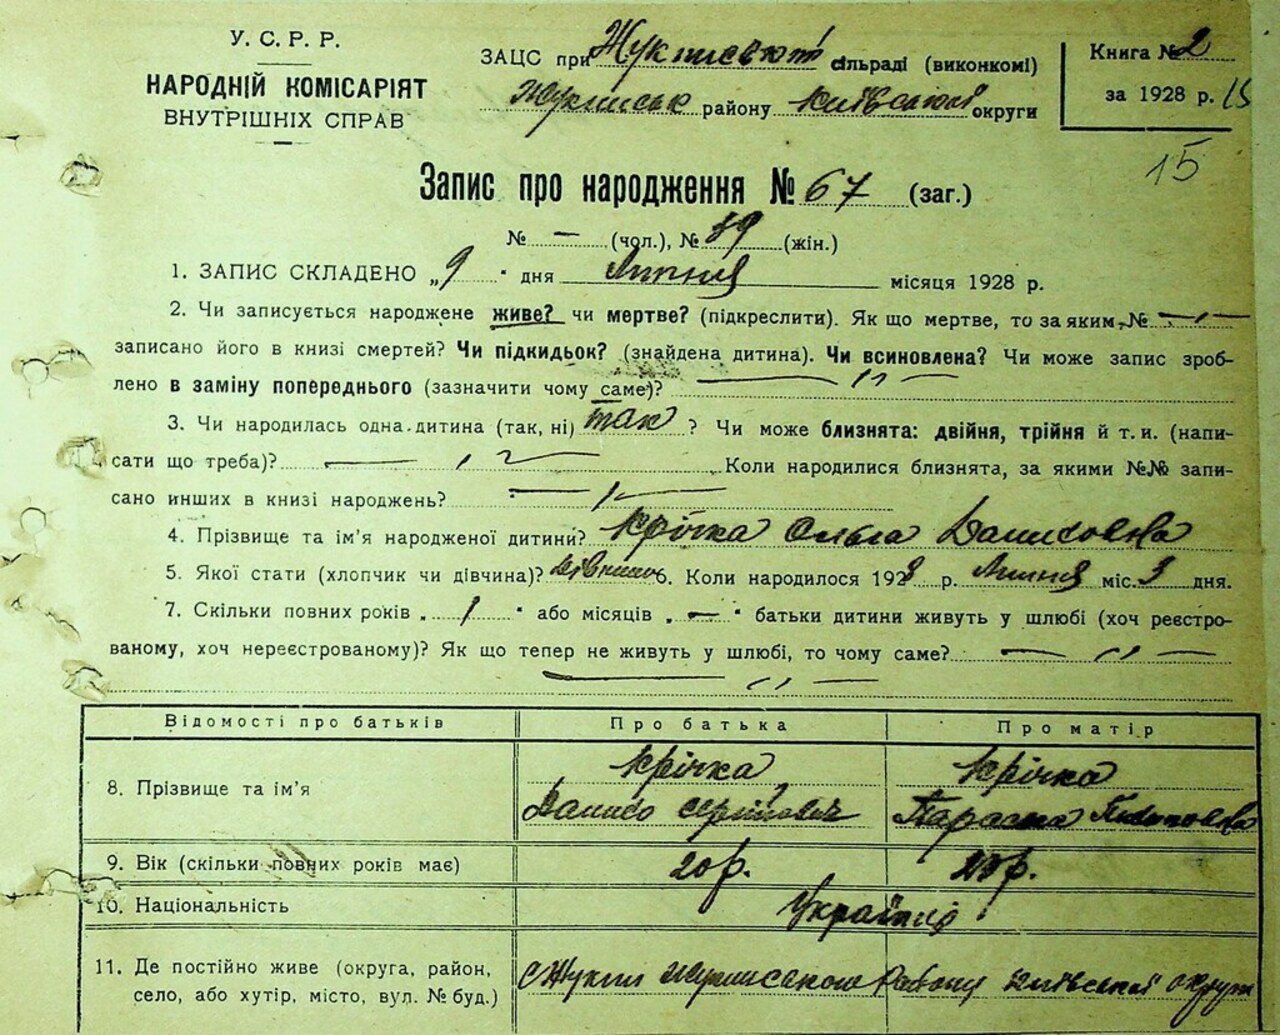 У. С. Р. Р.
НАРОДНІЙ КОМІСАРІЯТ
ВНУТРІШНІХ СПРАВ
ЗАЦС при сільраді (виконкомі)
району округи
Книга № 2
за 1928 р. 15
15
Запис про народження № 67 (заг.)
№ — (чол.), № 39 (жін.)
1. ЗАПИС СКЛАДЕНО „9" дня Липня місяця 1928 р.
2. Чи записується народжене живе? чи мертве? (підкреслити). Як що мертве, то за яким №
записано його в книзі смертей? Чи підкидьок? (знайдена дитина). Чи всиновлена? Чи може запис зроб-
лено в заміну попереднього (зазначити чому саме)?
3. Чи народилась одна дитина (так, ні) так ? Чи може близнята: двійня, трійня й т. и. (напи-
сати що треба)? Коли народилися близнята, за якими №№ запи-
сано инших в книзі народжень?
4. Прізвище та ім'я народженої дитини? Крічка Ольга Даниловна
5. Якої стати (хлопчик чи дівчина)? 6. Коли народилося 1928 р. Липня міс. 3 дня.
7. Скільки повних років „1" або місяців „—" батьки дитини живуть у шлюбі (хоч реєстро-
ваному, хоч нереєстрованому)? Як що тепер не живуть у шлюбі, то чому саме?
Відомості про батьків Про батька Про матір
Крічка Крічка
8. Прізвище та ім'я
Данило Сергійович
9. Вік (скільки повних років має) 20 р. 20 р.
10. Національність Українці
11. Де постійно живе (округа, район,
село, або хутір, місто, вул. № буд.) с Жукин Жукинського Району Київської округи